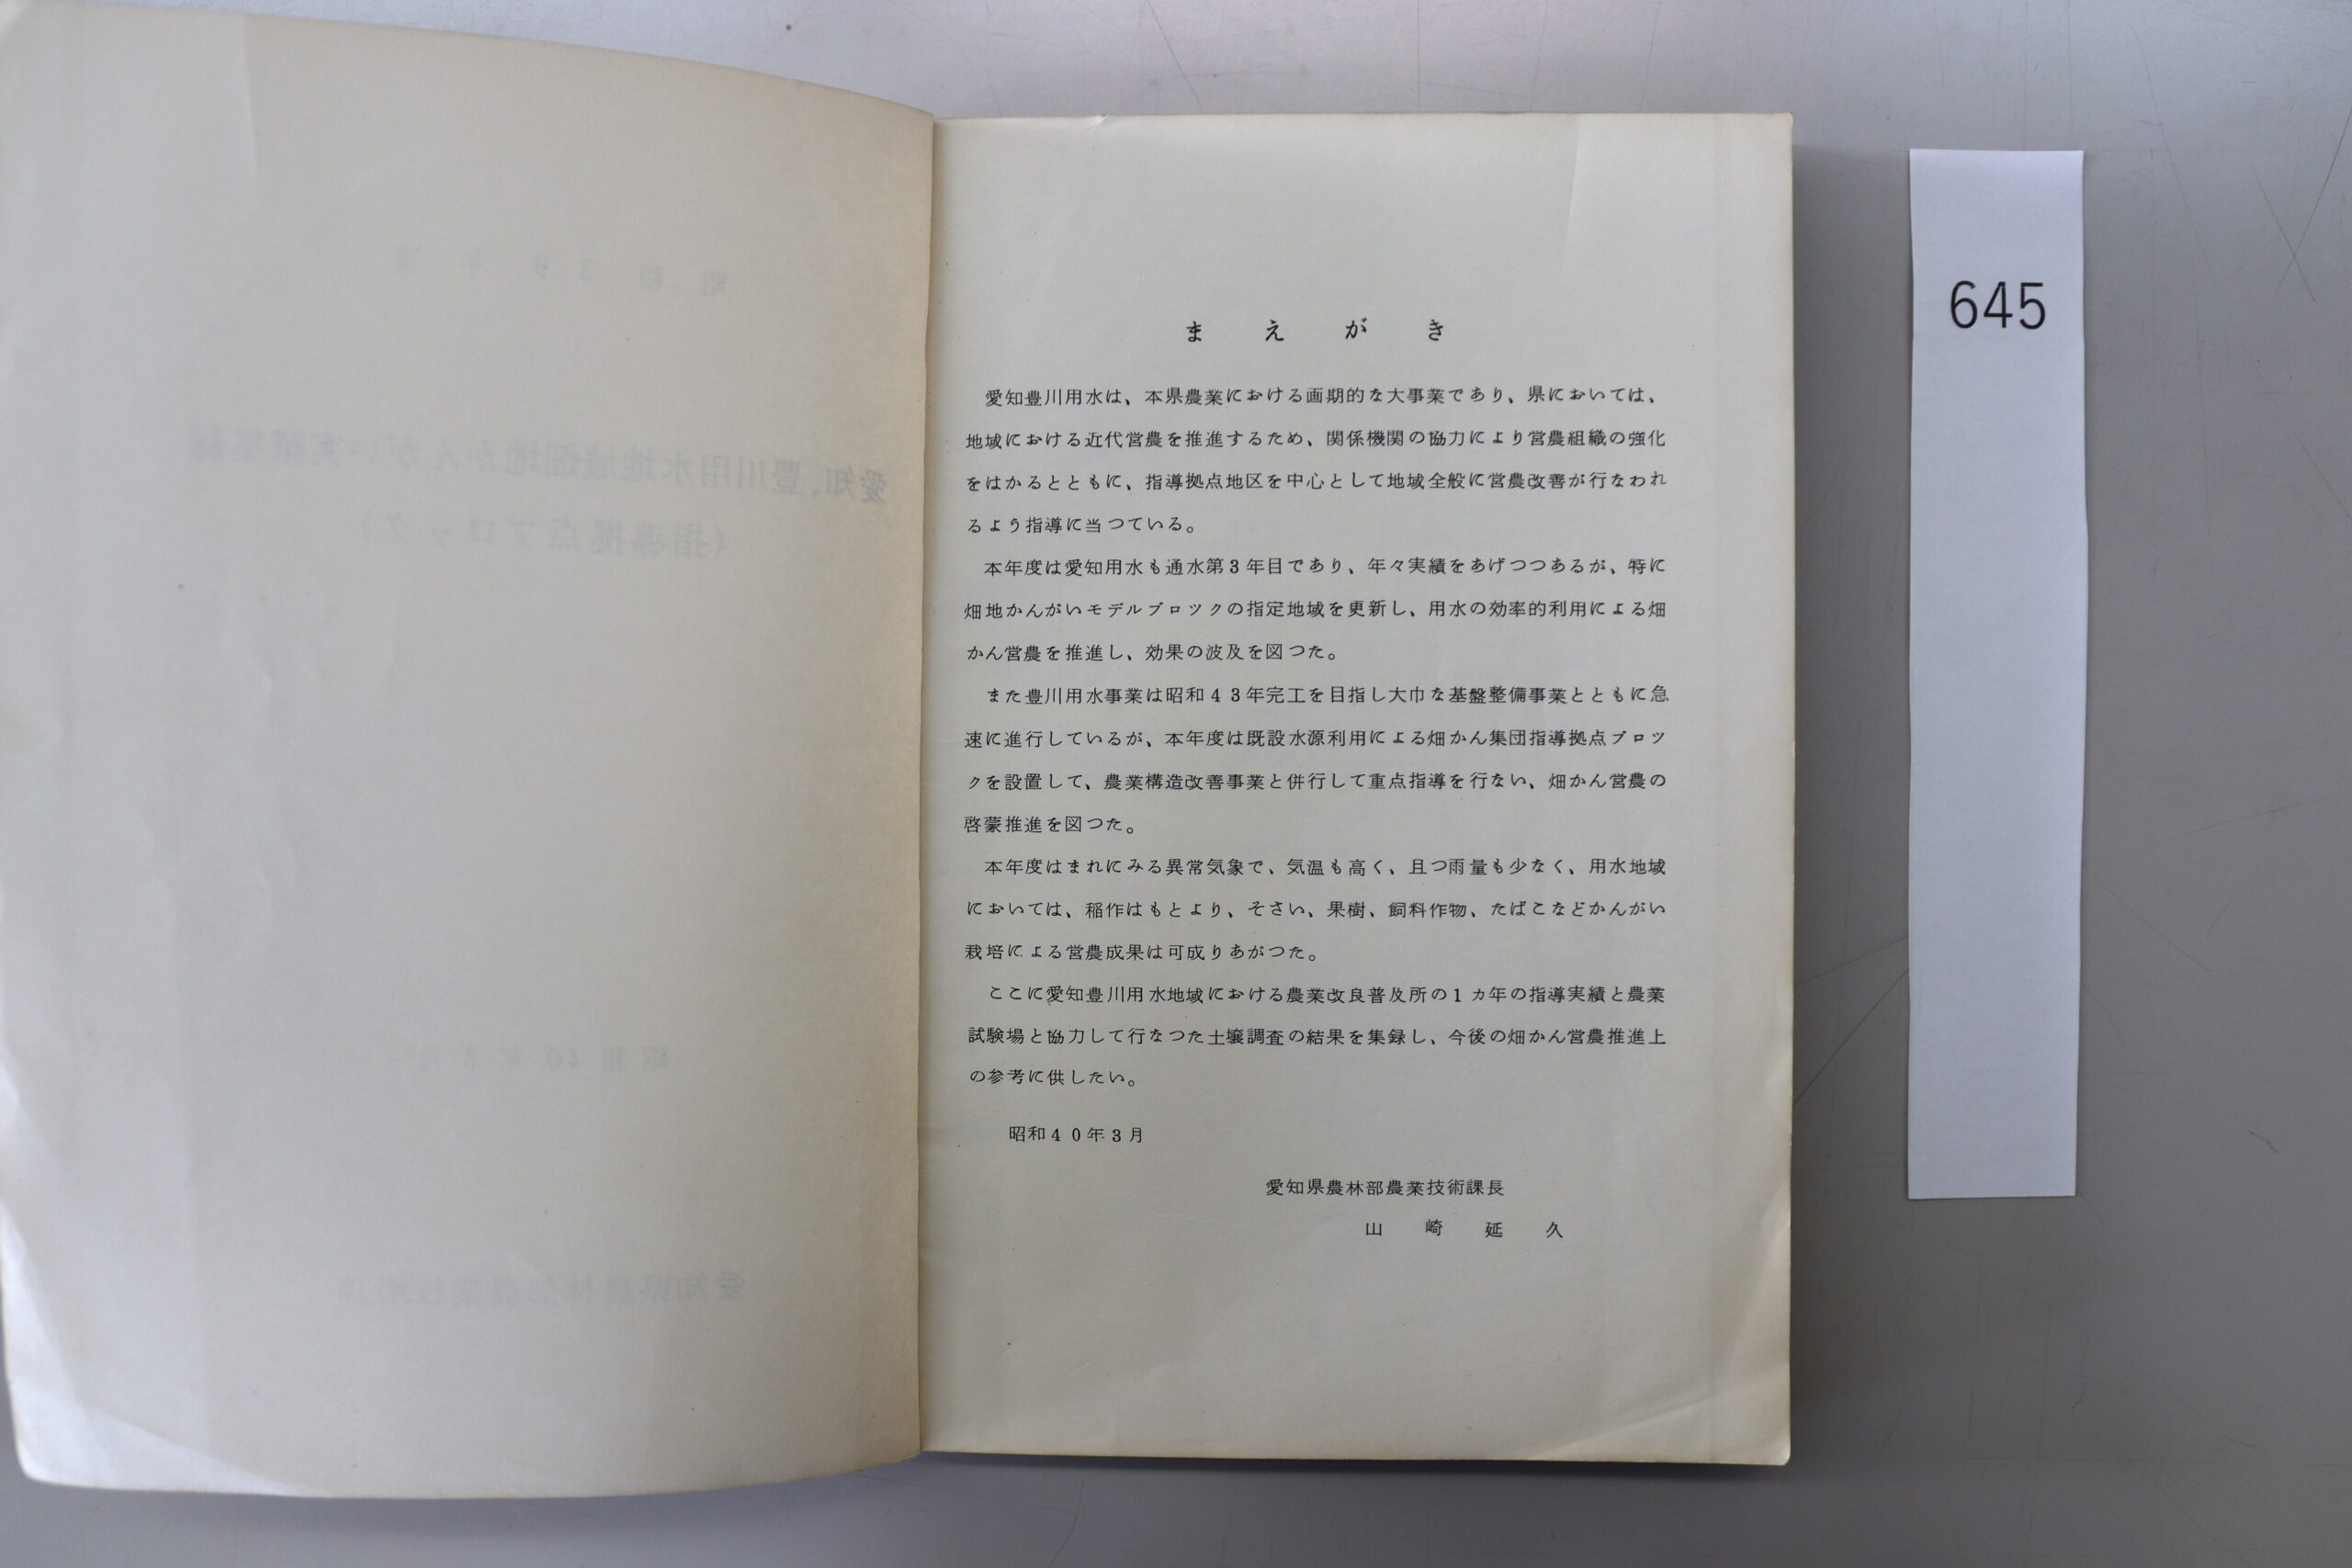 まえがき
愛知豊川用水は、本県農業における画期的な大事業であり、県においては、
地域における近代営農を推進するため、関係機関の協力により営農組織の強化
をはかるとともに、指導拠点地区を中心として地域全般に営農改善が行なわれ
るよう指導に当つている。
本年度は愛知用水も通水第3年目であり、年々実績をあげつつあるが、特に
畑地かんがいモデルブロツクの指定地域を更新し、用水の効率的利用による畑
かん営農を推進し、効果の波及を図つた。
また豊川用水事業は昭和43年完工を目指し大巾な基盤整備事業とともに急
速に進行しているが、本年度は既設水源利用による畑かん集団指導拠点ブロツ
クを設置して、農業構造改善事業と併行して重点指導を行ない、畑かん営農の
啓蒙推進を図つた。
本年度はまれにみる異常気象で、気温も高く、且つ雨量も少なく、用水地域
においては、稲作はもとより、そさい、果樹、飼料作物、たばこなどかんがい
栽培による営農成果は可成りあがつた。
ここに愛知豊川用水地域における農業改良普及所の1カ年の指導実績と農業
試験場と協力して行なつた土壌調査の結果を集録し、今後の畑かん営農推進上
の参考に供したい。
昭和40年3月
愛知県農林部農業技術課長
山崎延久
645